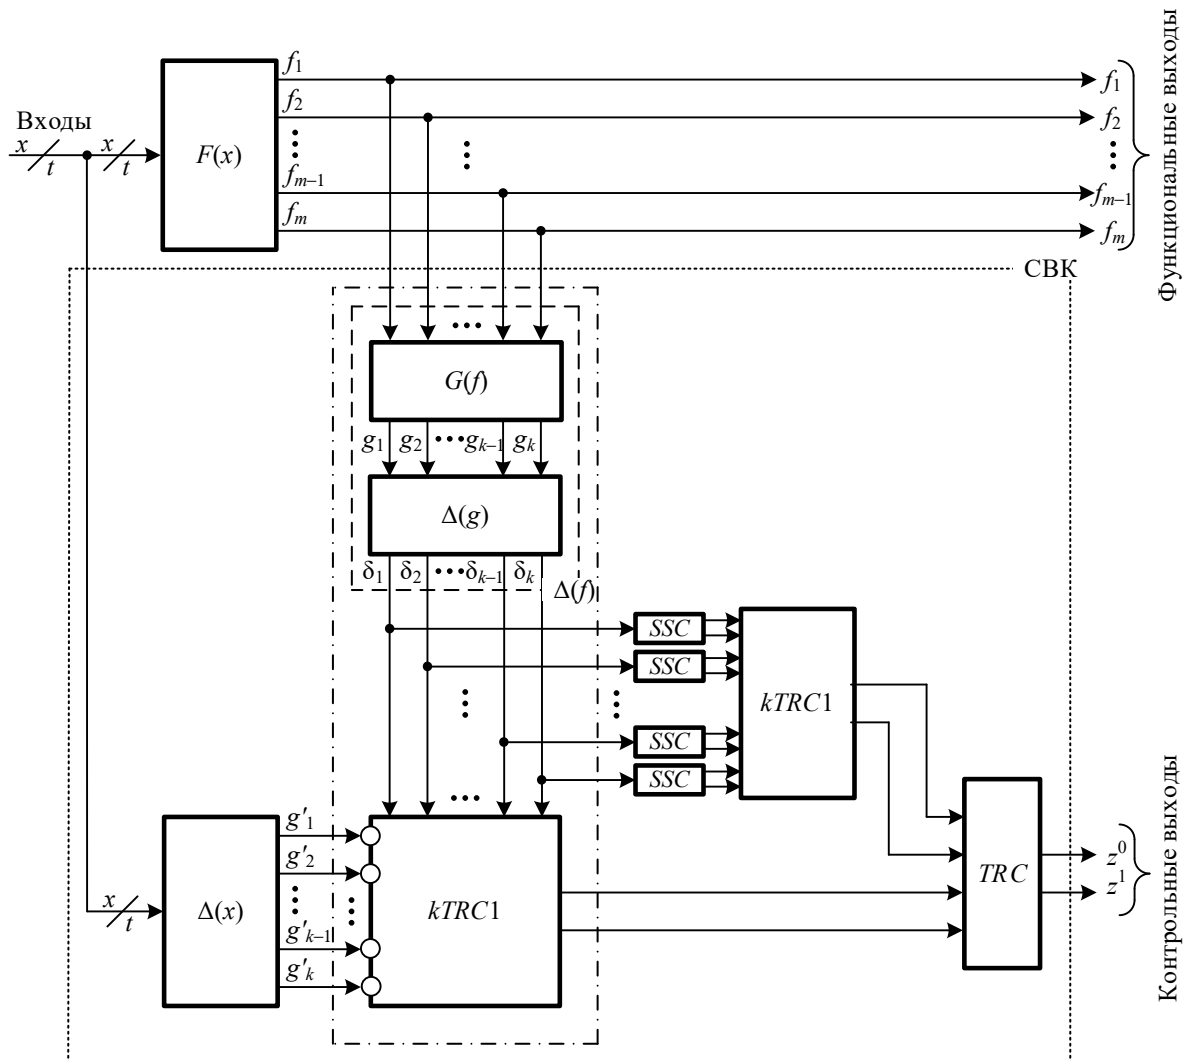 Входы
x
t
x
t
F(x)
f1
f2
fm–1
fm
f1
f2
fm–1
fm
Функциональные выходы
СВК
G(f)
g1 g2 gk–1 gk
Δ(g)
δ1 δ2 δk–1 δk
Δ(f)
SSC
SSC
SSC
SSC
kTRC1
x
t
Δ(x)
g′1
g′2
g′k–1
g′k
kTRC1
TRC
z0
z1
Контрольные выходы